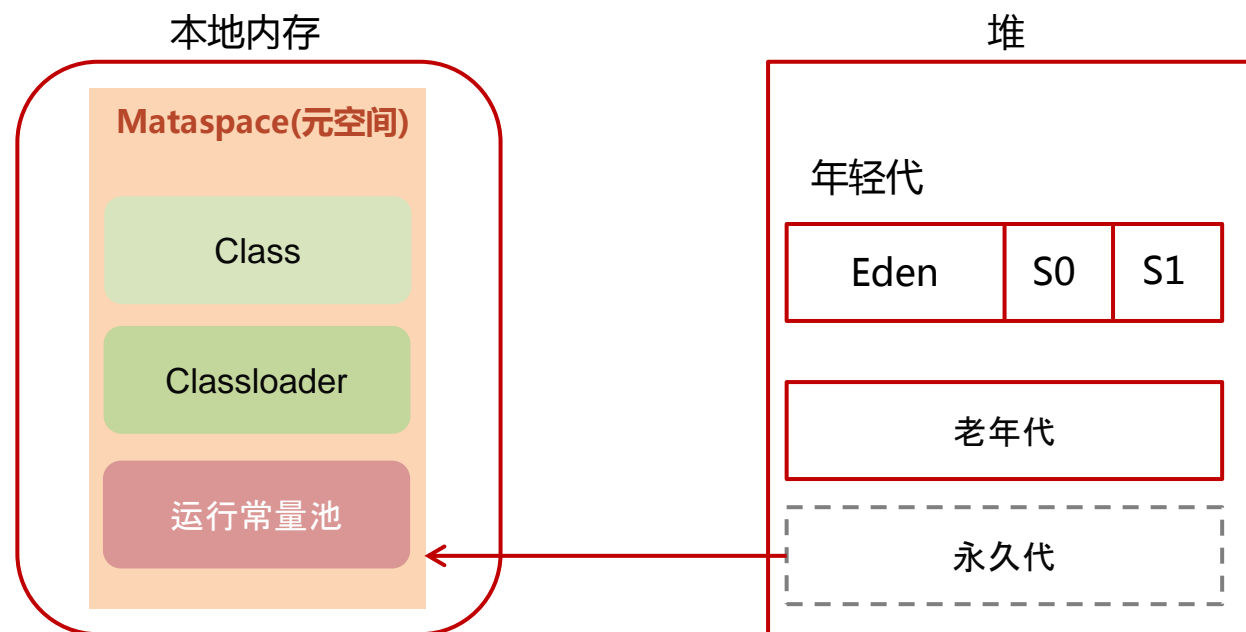 本地内存
Mataspace(元空间)
Class
Classloader
运行常量池
堆
年轻代
Eden
S0
S1
老年代
永久代